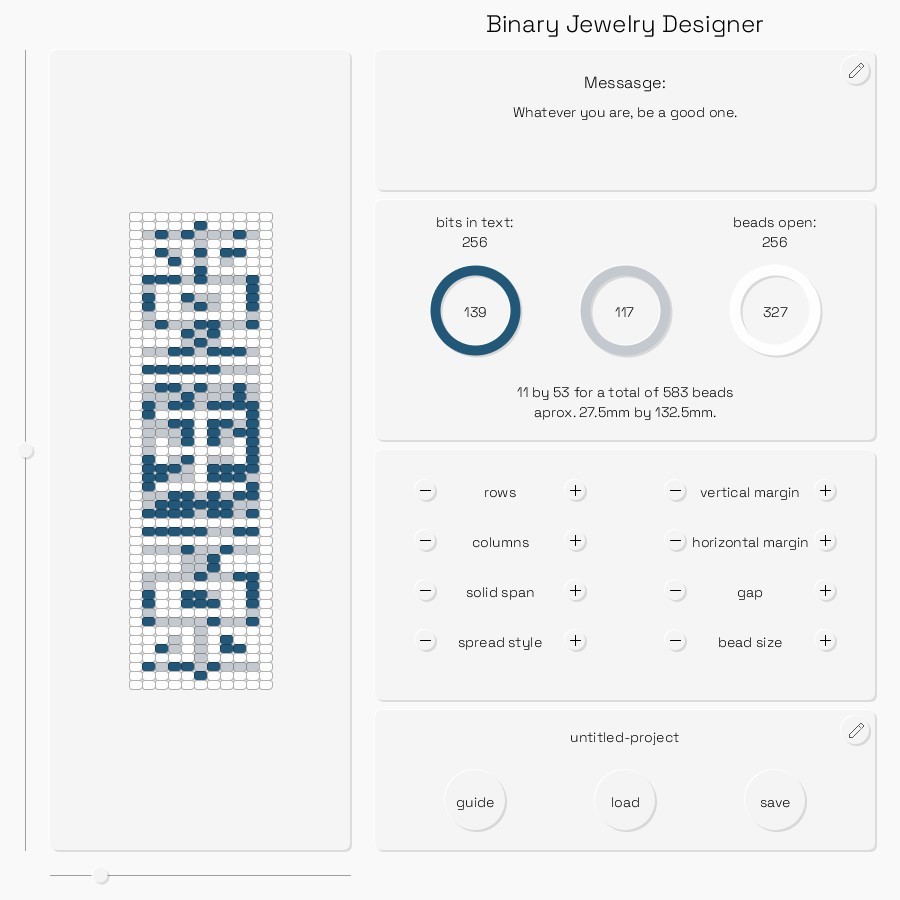 Binary Jewelry Designer
Messasge:
Whatever you are, be a good one.
bits in text:
256
beads open:
256
139
117
327
11 by 53 for a total of 583 beads
aprox. 27.5mm by 132.5mm.
rows
vertical margin
columns
horizontal margin
solid span
gap
spread style
bead size
untitled-project
guide
load
save